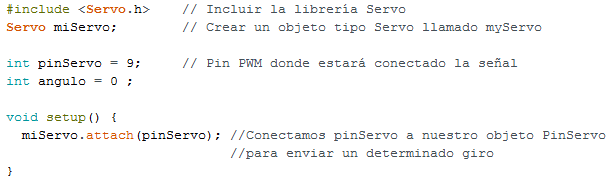 #include <Servo.h>    // Incluir la librería Servo
Servo miServo;        // Crear un objeto tipo Servo llamado myServo
int pinServo = 9;     // Pin PWM donde estará conectado la señal
int angulo = 0 ;
void setup() {
  miServo.attach(pinServo); //Conectamos pinServo a nuestro objeto PinServo
                            //para enviar un determinado giro
}